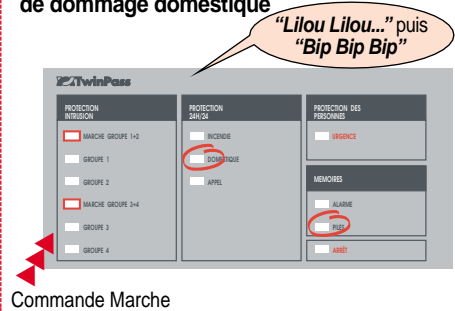 de dommage domestique
“Lilou Lilou...” puis
“Bip Bip Bip”
TwinPass
PROTECTION
INTRUSION
MARCHE GROUPE 1+2
GROUPE 1
GROUPE 2
MARCHE GROUPE 3+4
GROUPE 3
GROUPE 4
PROTECTION
24H/24
INCENDIE
DOMESTIQUE
APPEL
PROTECTION DES
PERSONNES
URGENCE
MEMOIRES
ALARME
PILES
ARRÊT
Commande Marche